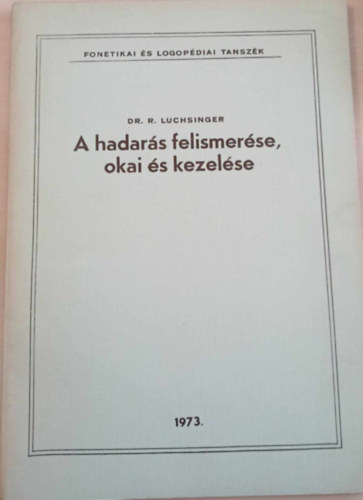 FONETIKAI ÉS LOGOPÉDIAI TANSZÉK
DR. R. LUCHSINGER
A hadarás felismerése,
okai és kezelése
1973.